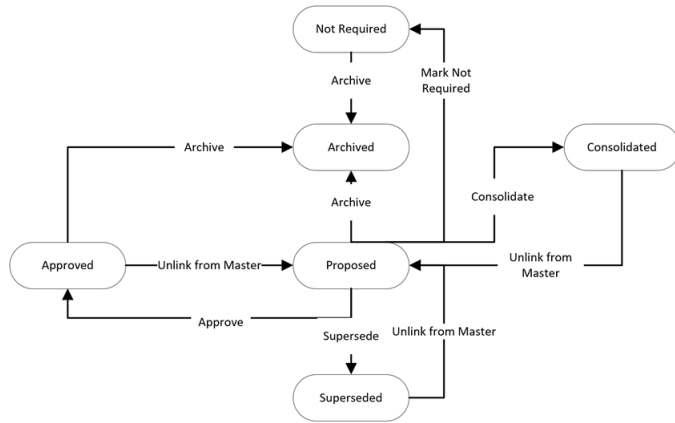 Not Required
Archive
Mark Not
Required
Archive
Archived
Consolidated
Archive
Consolidate
Approved
Unlink from Master
Proposed
Unlink from
Master
Approve
Supersede
Unlink from Master
Superseded